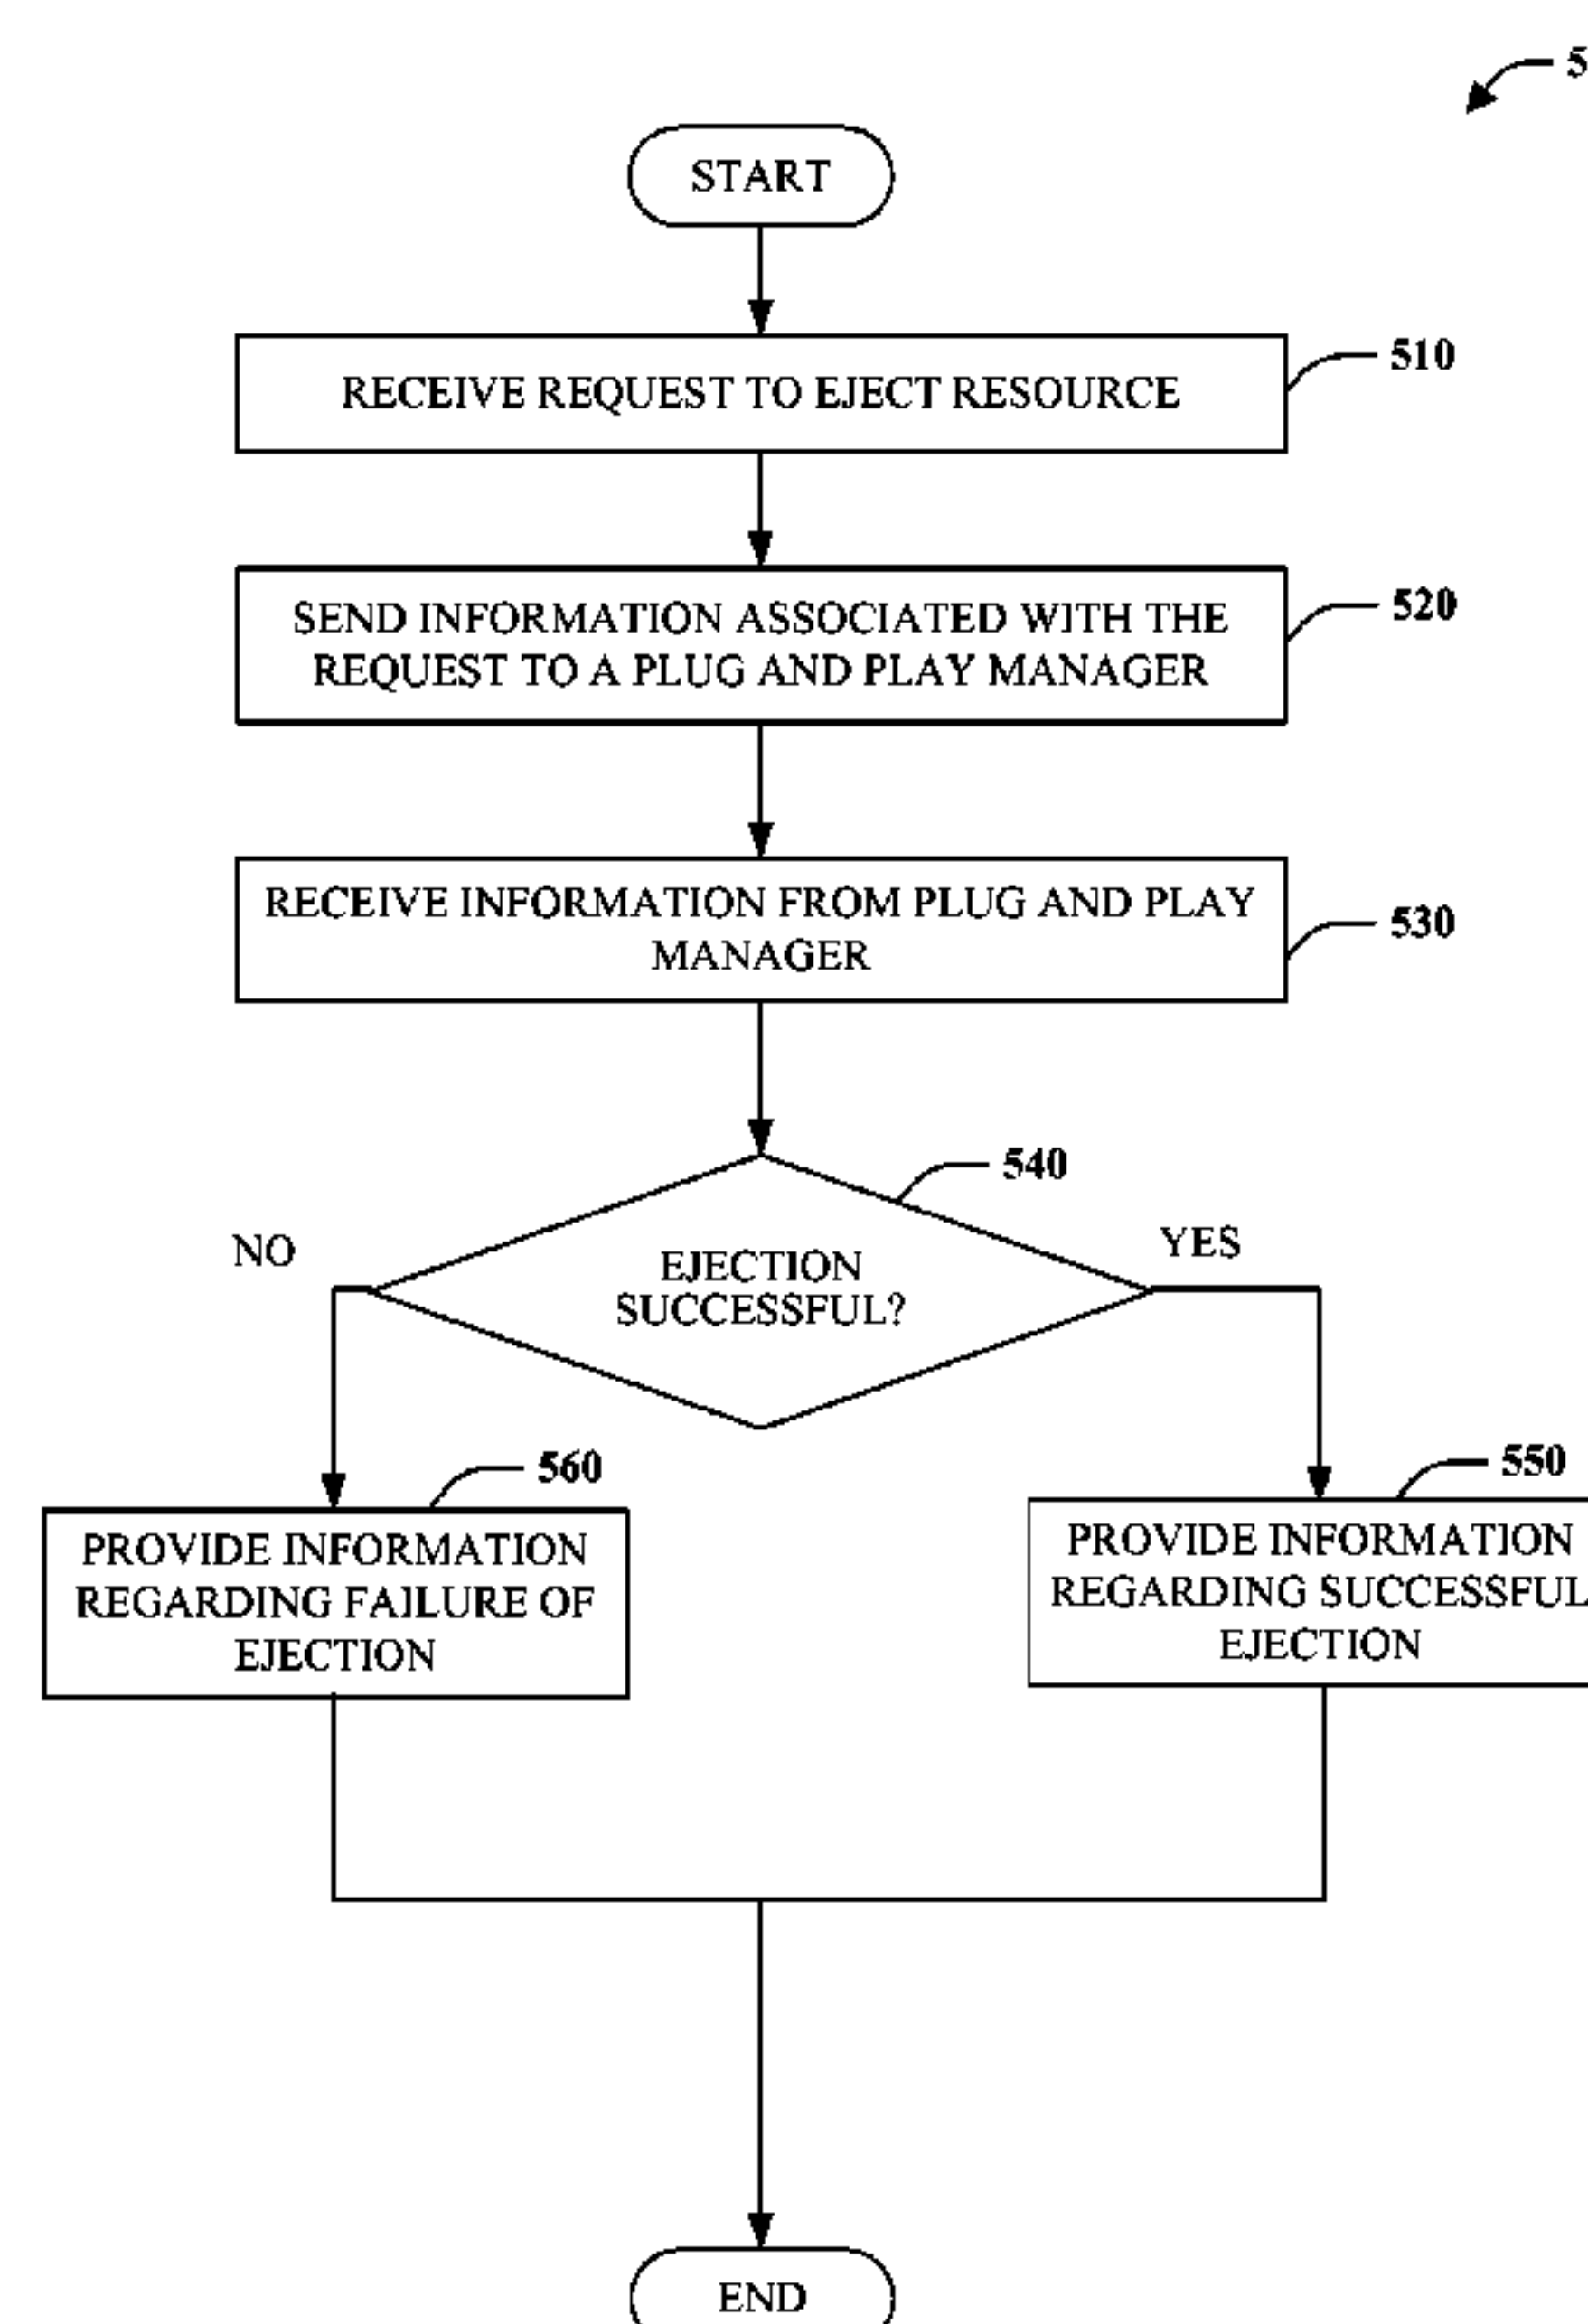 5
START
RECEIVE REQUEST TO EJECT RESOURCE
510
SEND INFORMATION ASSOCIATED WITH THE
REQUEST TO A PLUG AND PLAY MANAGER
520
RECEIVE INFORMATION FROM PLUG AND PLAY
MANAGER
530
540
NO
EJECTION
SUCCESSFUL?
YES
560
PROVIDE INFORMATION
REGARDING FAILURE OF
EJECTION
550
PROVIDE INFORMATION
REGARDING SUCCESSFUL
EJECTION
END